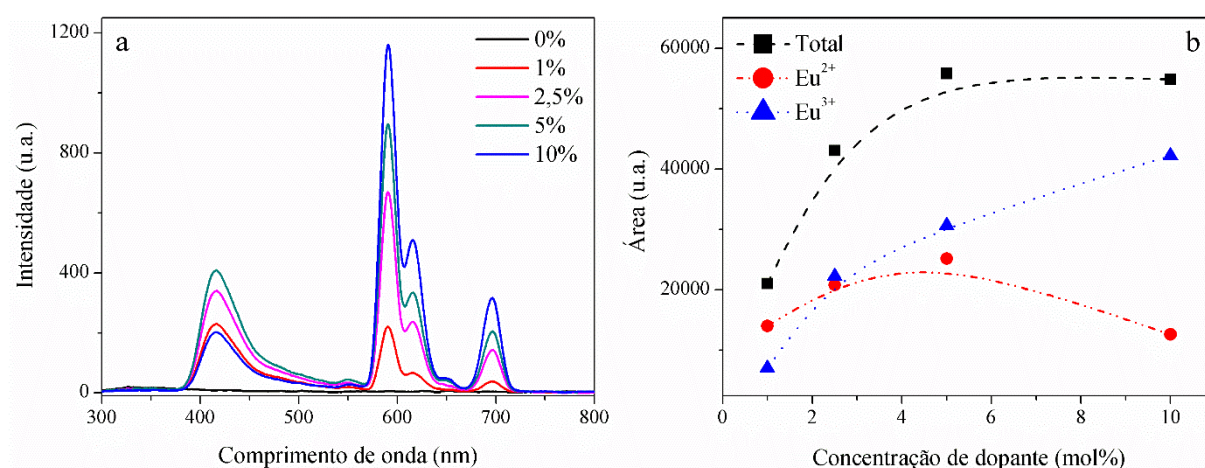 a
1200
800
400
0
Intensidade (u.a.)
0%
1%
2,5%
5%
10%
300
400
500
600
700
800
Comprimento de onda (nm)
b
60000
40000
20000
Área (u.a.)
Total
Eu²⁺
Eu³⁺
0
2
4
6
8
10
Concentração de dopante (mol%)